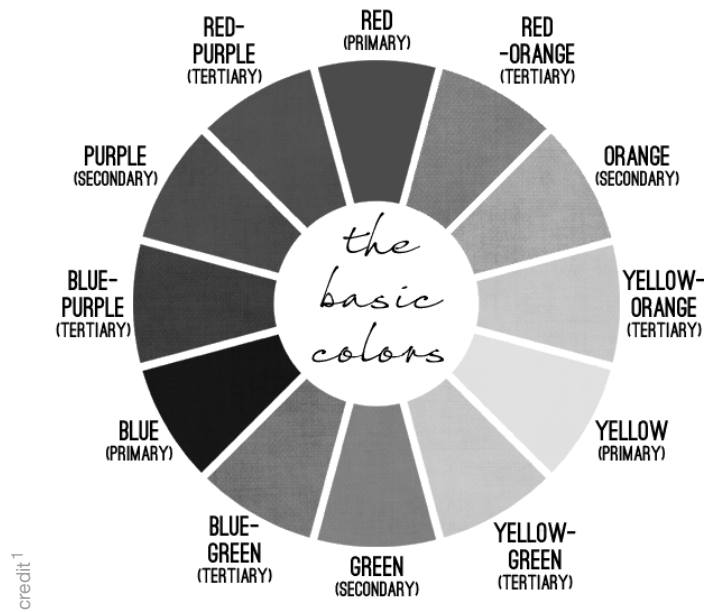 RED
(PRIMARY)
RED
-ORANGE
(TERTIARY)
ORANGE
(SECONDARY)
YELLOW-
ORANGE
(TERTIARY)
YELLOW
(PRIMARY)
YELLOW-
GREEN
(TERTIARY)
GREEN
(SECONDARY)
BLUE-
GREEN
(TERTIARY)
BLUE
(PRIMARY)
BLUE-
PURPLE
(TERTIARY)
PURPLE
(SECONDARY)
RED-
PURPLE
(TERTIARY)
the
basic
colors
credit 1